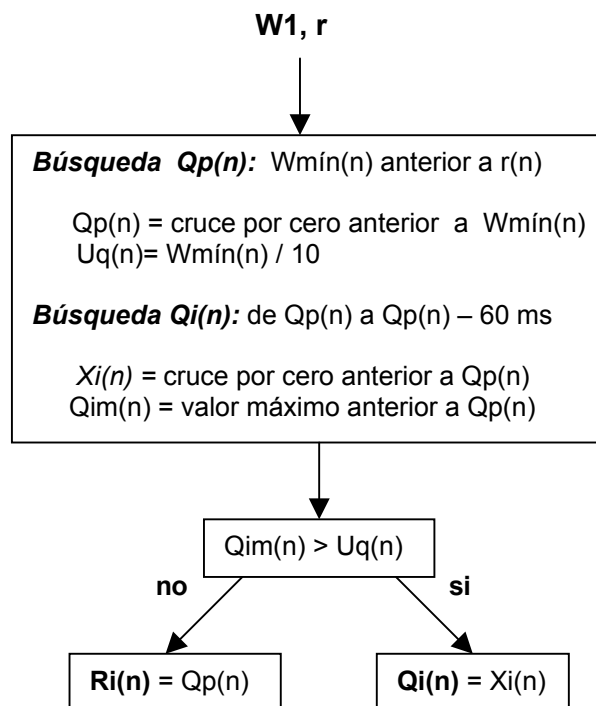 W1, r
Búsqueda Qp(n): Wmín(n) anterior a r(n)
Qp(n) = cruce por cero anterior a Wmín(n)
Uq(n)= Wmín(n) / 10
Búsqueda Qi(n): de Qp(n) a Qp(n) – 60 ms
Xi(n) = cruce por cero anterior a Qp(n)
Qim(n) = valor máximo anterior a Qp(n)
Qim(n) > Uq(n)
no
si
Ri(n) = Qp(n)
Qi(n) = Xi(n)